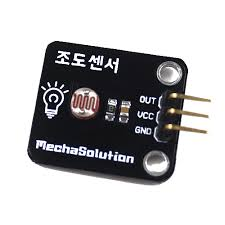 조도센서
OUT
VCC
GND
MechaSolution